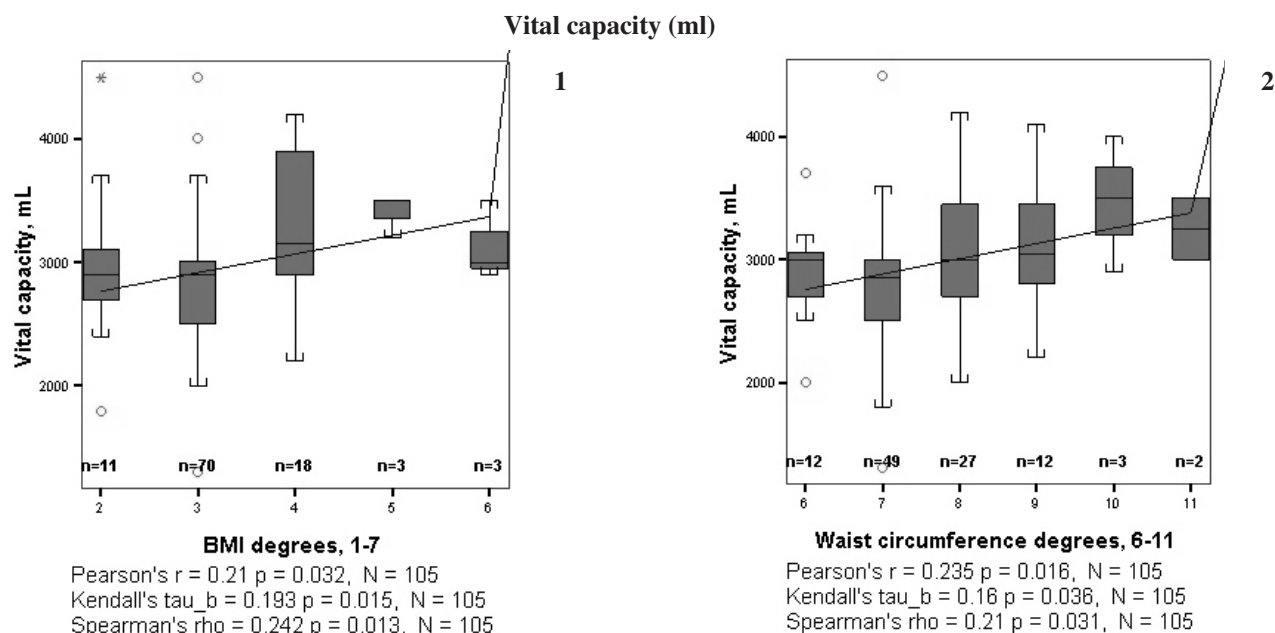 Vital capacity (ml)
1
Vital capacity, mL
4000
3000
2000
n=11 n=70 n=18 n=3 n=3
2 3 4 5 6
BMI degrees, 1-7
Pearson's r = 0.21 p = 0.032, N = 105
Kendall's tau_b = 0.193 p = 0.015, N = 105
Spearman's rho = 0.242 p = 0.013, N = 105
2
Vital capacity, mL
4000
3000
2000
n=12 n=49 n=27 n=12 n=3 n=2
6 7 8 9 10 11
Waist circumference degrees, 6-11
Pearson's r = 0.235 p = 0.016, N = 105
Kendall's tau_b = 0.16 p = 0.036, N = 105
Spearman's rho = 0.21 p = 0.031, N = 105